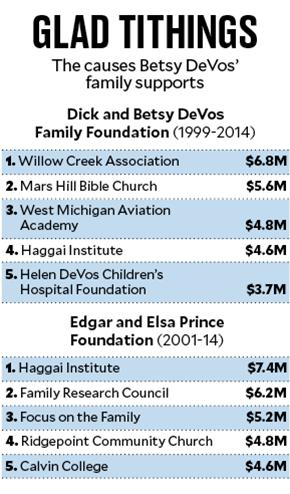 GLAD TITHINGS
The causes Betsy DeVos'
family supports
Dick and Betsy DeVos
Family Foundation (1999-2014)
1. Willow Creek Association $6.8M
2. Mars Hill Bible Church $5.6M
3. West Michigan Aviation
Academy $4.8M
4. Haggai Institute $4.6M
5. Helen DeVos Children's
Hospital Foundation $3.7M
Edgar and Elsa Prince
Foundation (2001-14)
1. Haggai Institute $7.4M
2. Family Research Council $6.2M
3. Focus on the Family $5.2M
4. Ridgepoint Community Church $4.8M
5. Calvin College $4.6M